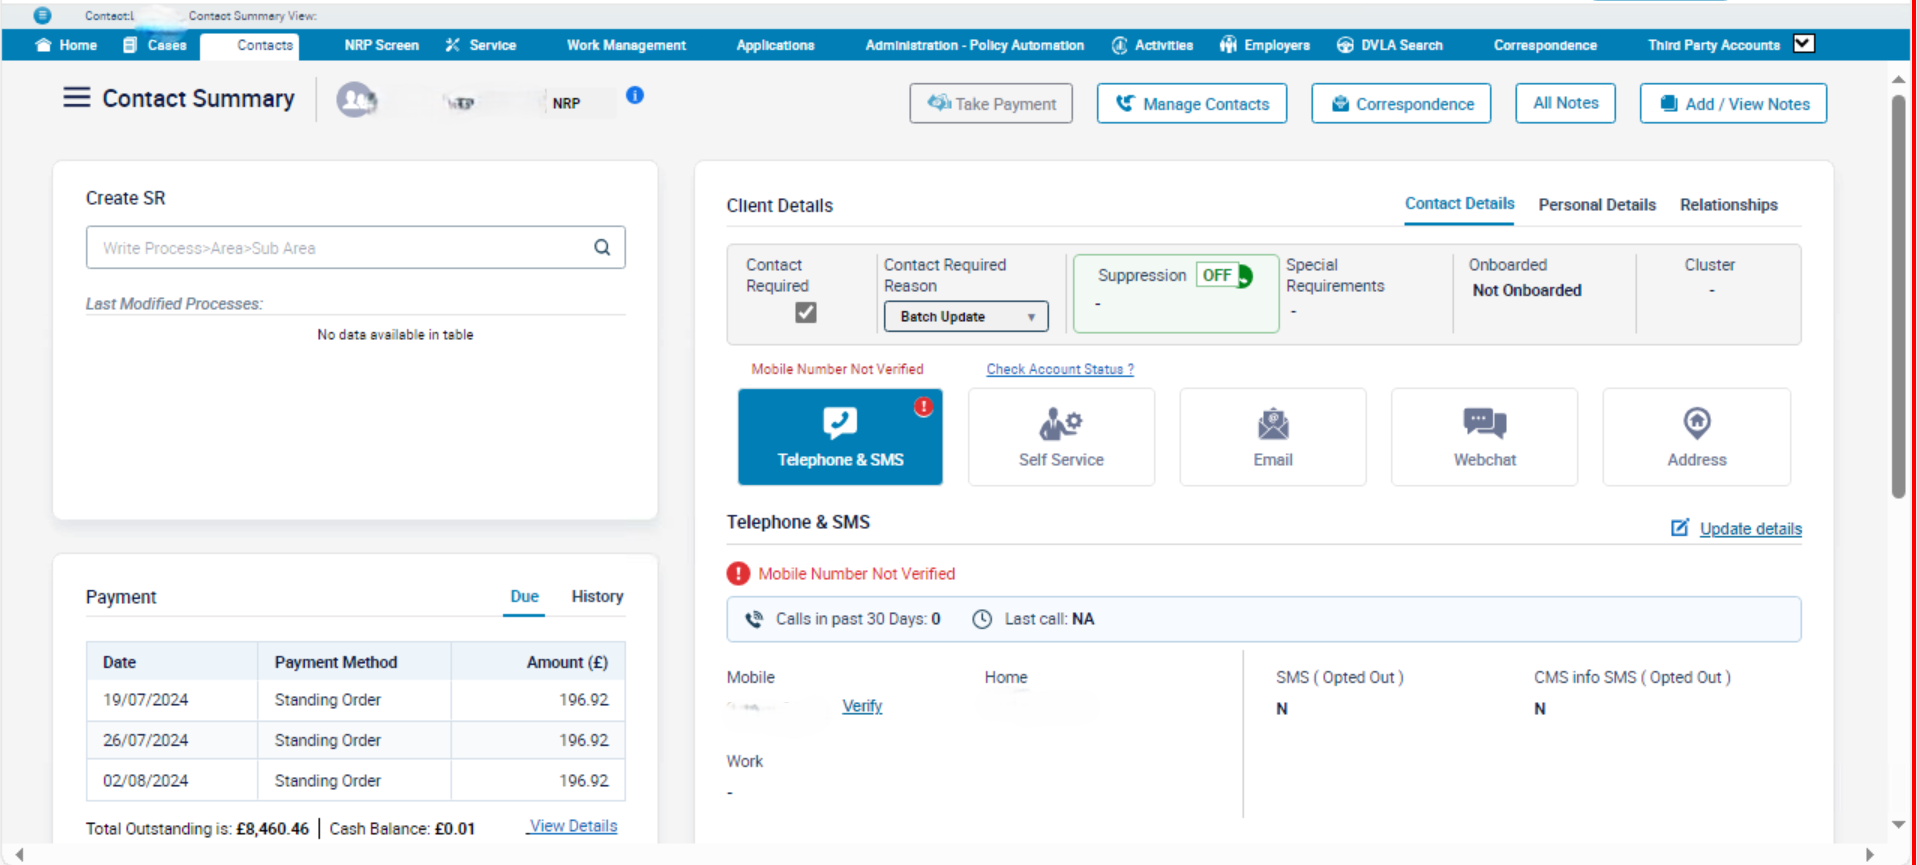 Contact:            Contact Summary View:
Home Cases Contacts NRP Screen Service Work Management Applications Administration - Policy Automation Activities Employers DVLA Search Correspondence Third Party Accounts
Contact Summary NRP Take Payment Manage Contacts Correspondence All Notes Add / View Notes
Create SR
Write Process>Area>Sub Area
Last Modified Processes:
No data available in table
Payment Due History
Date Payment Method Amount (£)
19/07/2024 Standing Order 196.92
26/07/2024 Standing Order 196.92
02/08/2024 Standing Order 196.92
Total Outstanding is: £8,460.46 | Cash Balance: £0.01 View Details
Client Details Contact Details Personal Details Relationships
Contact Required
Contact Required Reason
Batch Update
Suppression OFF
-
Special Requirements
-
Onboarded
Not Onboarded
Cluster
-
Mobile Number Not Verified Check Account Status ?
Telephone & SMS Self Service Email Webchat Address
Telephone & SMS Update details
Mobile Number Not Verified
Calls in past 30 Days: 0 Last call: NA
Mobile Home SMS ( Opted Out ) CMS info SMS ( Opted Out )
Verify N N
Work
-